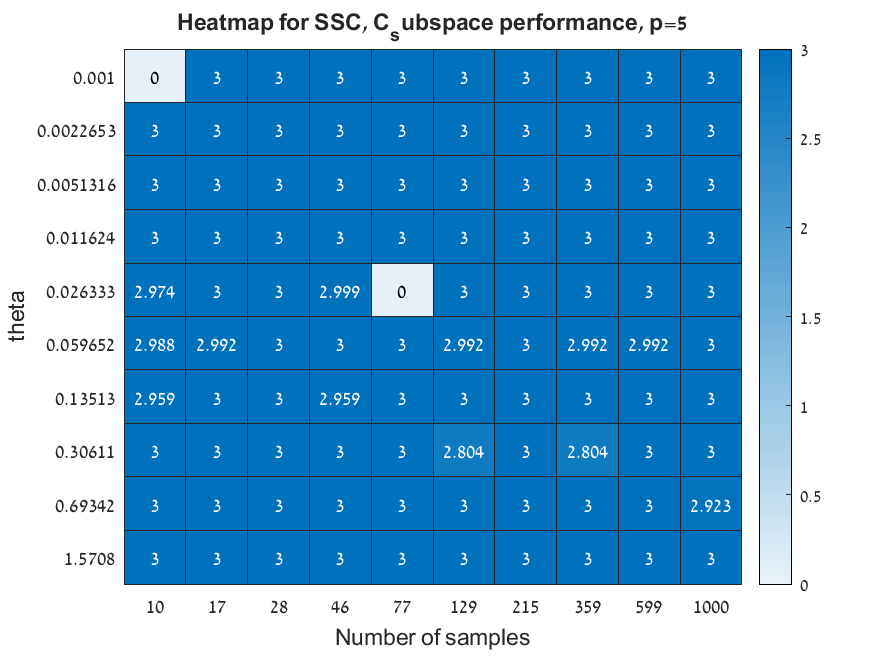 Heatmap for SSC, Csubspace performance, p=5
0.001 0 3 3 3 3 3 3 3 3 3
0.0022653 3 3 3 3 3 3 3 3 3 3
0.0051316 3 3 3 3 3 3 3 3 3 3
0.011624 3 3 3 3 3 3 3 3 3 3
0.026333 2.974 3 3 2.999 0 3 3 3 3 3
0.059652 2.988 2.992 3 3 3 2.992 3 2.992 2.992 3
0.13513 2.959 3 3 2.959 3 3 3 3 3 3
0.30611 3 3 3 3 3 2.804 3 2.804 3 3
0.69342 3 3 3 3 3 3 3 3 3 2.923
1.5708 3 3 3 3 3 3 3 3 3 3
10 17 28 46 77 129 215 359 599 1000
Number of samples
theta
3
2.5
2
1.5
1
0.5
0